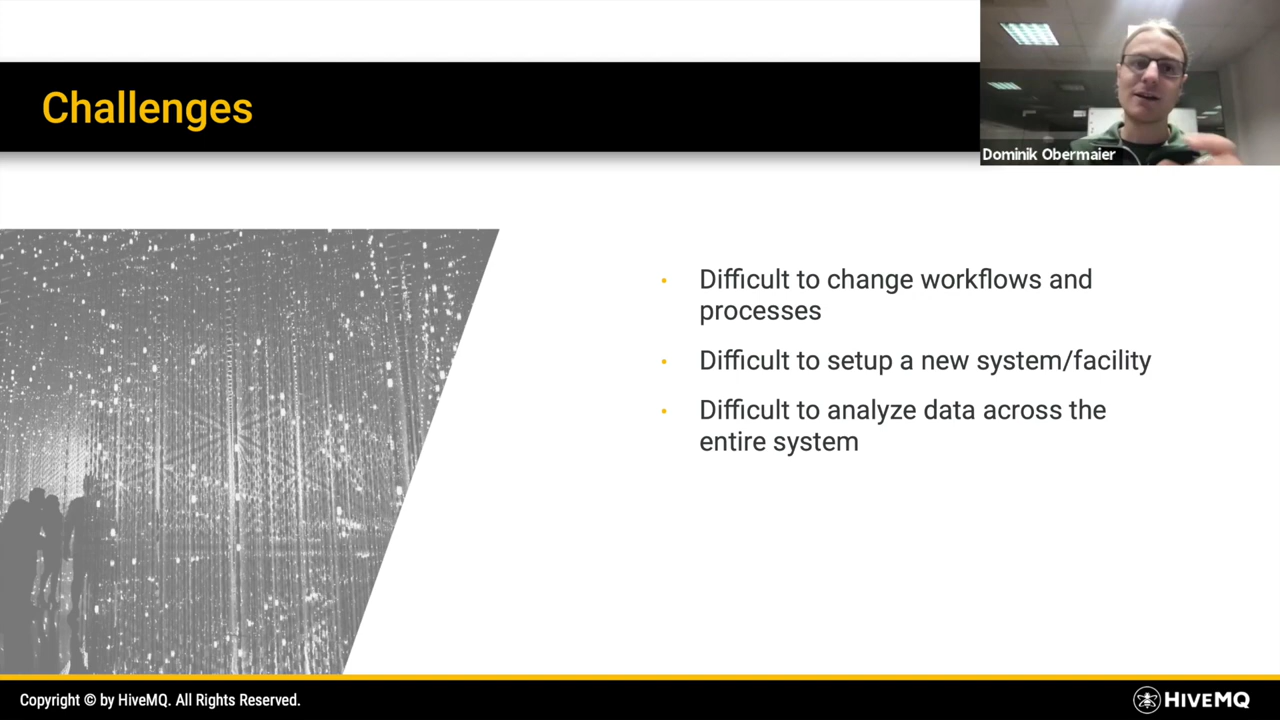 Challenges
Dominik Obermaier
• Difficult to change workflows and
processes
• Difficult to setup a new system/facility
• Difficult to analyze data across the
entire system
Copyright © by HiveMQ. All Rights Reserved.
HIVEMQ